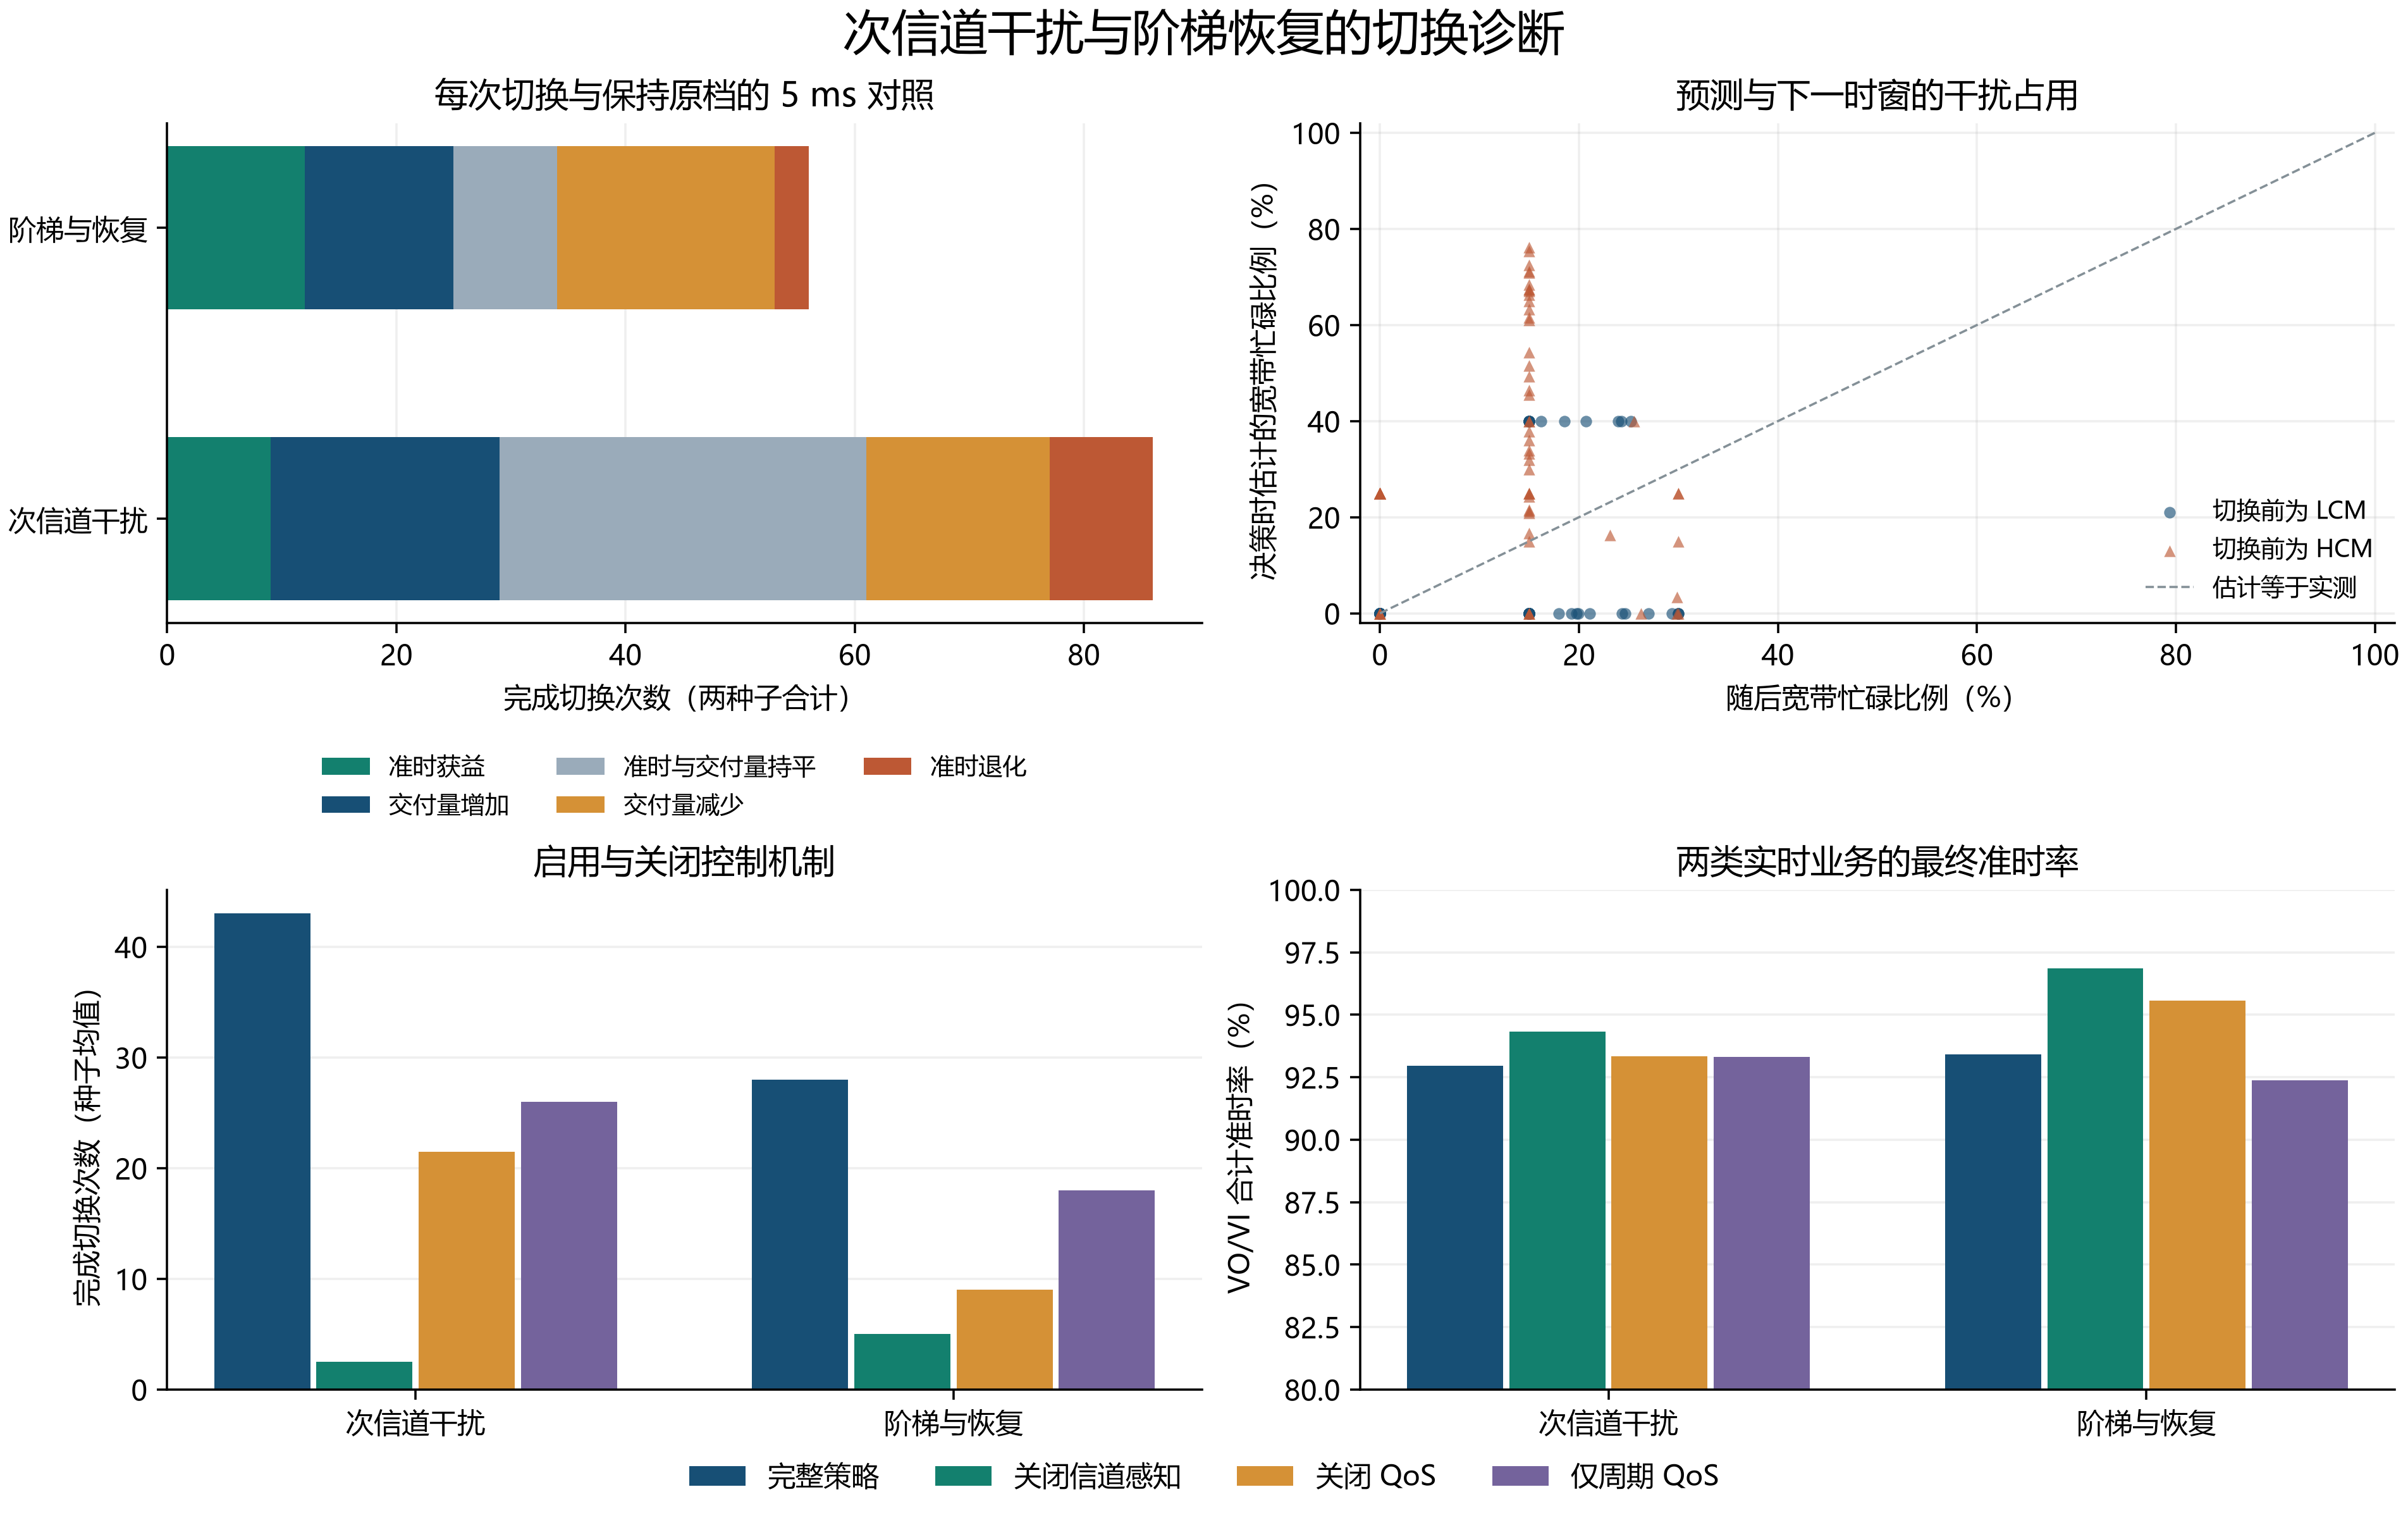 次信道干扰与阶梯恢复的切换诊断
每次切换与保持原档的 5 ms 对照
阶梯与恢复
次信道干扰
0 20 40 60 80
完成切换次数（两种子合计）
准时获益
准时与交付量持平
准时退化
交付量增加
交付量减少
预测与下一时窗的干扰占用
决策时估计的宽带忙碌比例（%）
100
80
60
40
20
0
切换前为 LCM
切换前为 HCM
估计等于实测
0 20 40 60 80 100
随后宽带忙碌比例（%）
启用与关闭控制机制
完成切换次数（种子均值）
40
30
20
10
0
次信道干扰 阶梯与恢复
两类实时业务的最终准时率
VO/VI 合计准时率（%）
100.0
97.5
95.0
92.5
90.0
87.5
85.0
82.5
80.0
次信道干扰 阶梯与恢复
完整策略 关闭信道感知 关闭 QoS 仅周期 QoS